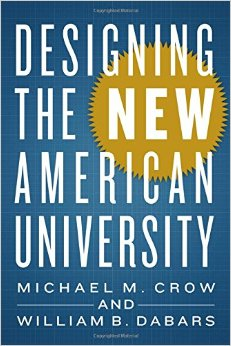 DESIGNING
THE NEW
AMERICAN
UNIVERSITY
MICHAEL M. CROW
AND
WILLIAM B. DABARS